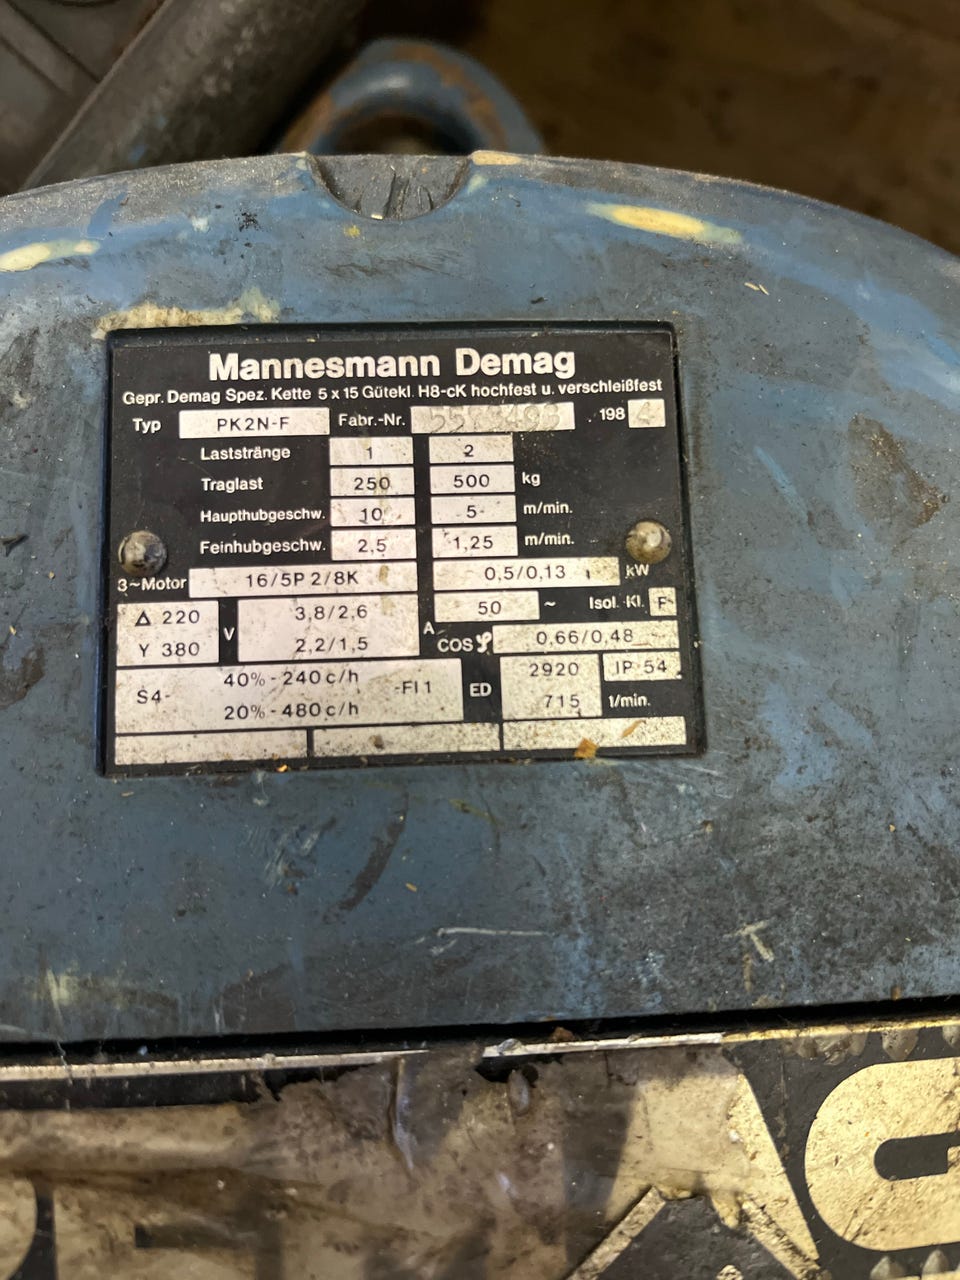 Mannesmann Demag
Gepr. Demag Spez. Kette 5 x 15 Gütekl. H8-cK hochfest u. verschleißfest
Typ PK2N-F Fabr.-Nr. .198 4
Laststränge 1 2
Traglast 250 500 kg
Haupthubgeschw. 10 5 m/min.
Feinhubgeschw. 2,5 1,25 m/min.
3~Motor 16/5P 2/8K 0,5/0,13 kW
Δ 220 V 3,8/2,6 A 50 ~ Isol. Kl. F
Y 380 2,2/1,5 COSφ 0,66/0,48
S4- 40%-240c/h -FI1 ED 2920 IP 54
20%-480c/h 715 1/min.
AG